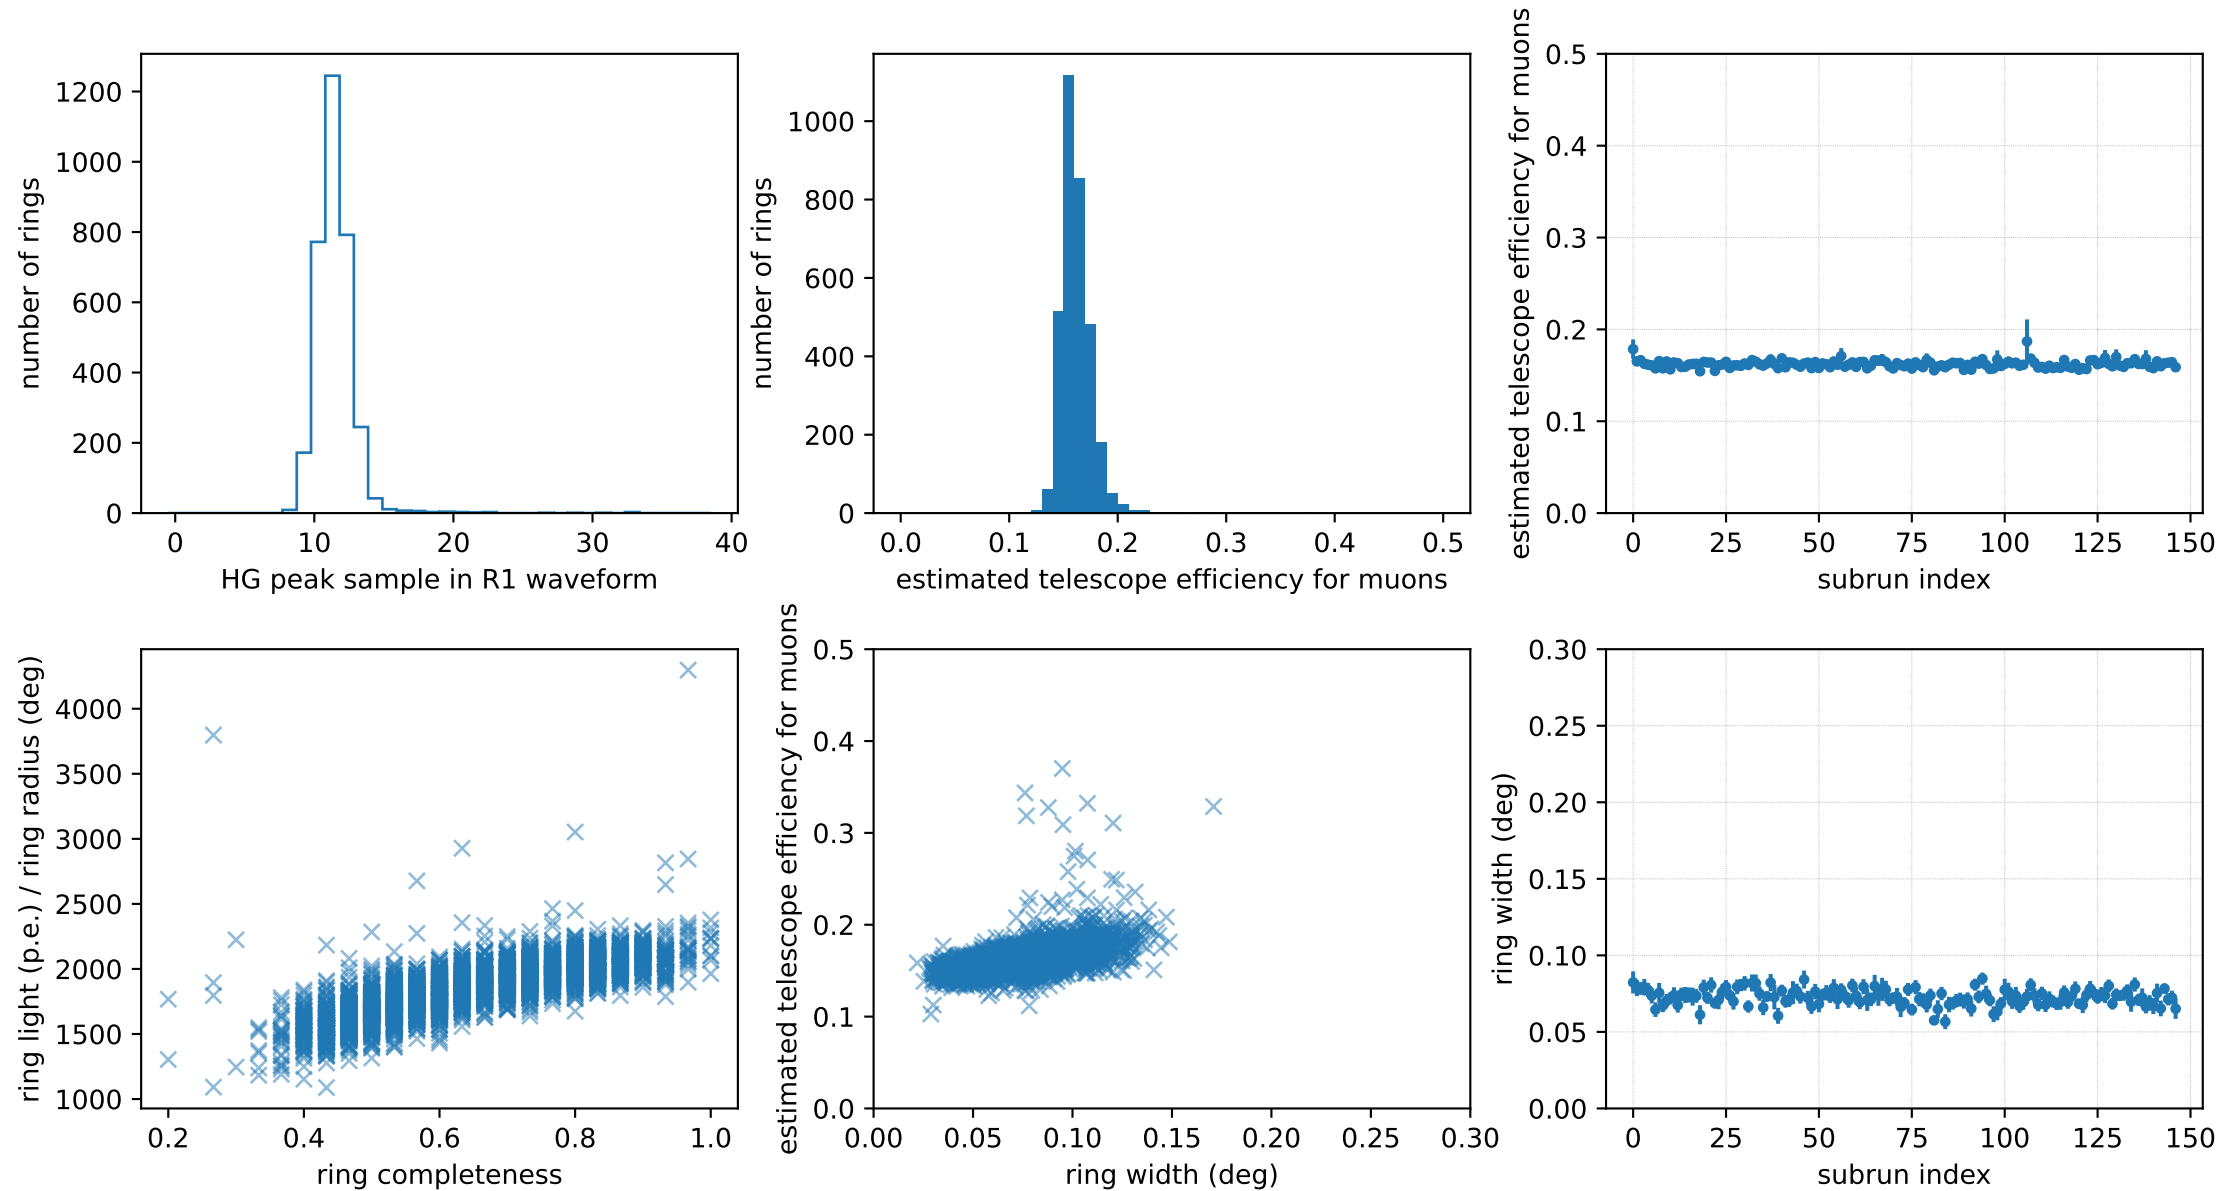 1200
1000
800
600
400
200
0
number of rings
0 10 20 30 40
HG peak sample in R1 waveform
1000
800
600
400
200
0
number of rings
0.0 0.1 0.2 0.3 0.4 0.5
estimated telescope efficiency for muons
0.5
0.4
0.3
0.2
0.1
0.0
estimated telescope efficiency for muons
0 25 50 75 100 125 150
subrun index
4000
3500
3000
2500
2000
1500
1000
ring light (p.e.) / ring radius (deg)
0.2 0.4 0.6 0.8 1.0
ring completeness
0.5
0.4
0.3
0.2
0.1
0.0
estimated telescope efficiency for muons
0.00 0.05 0.10 0.15 0.20 0.25 0.30
ring width (deg)
0.30
0.25
0.20
0.15
0.10
0.05
0.00
ring width (deg)
0 25 50 75 100 125 150
subrun index